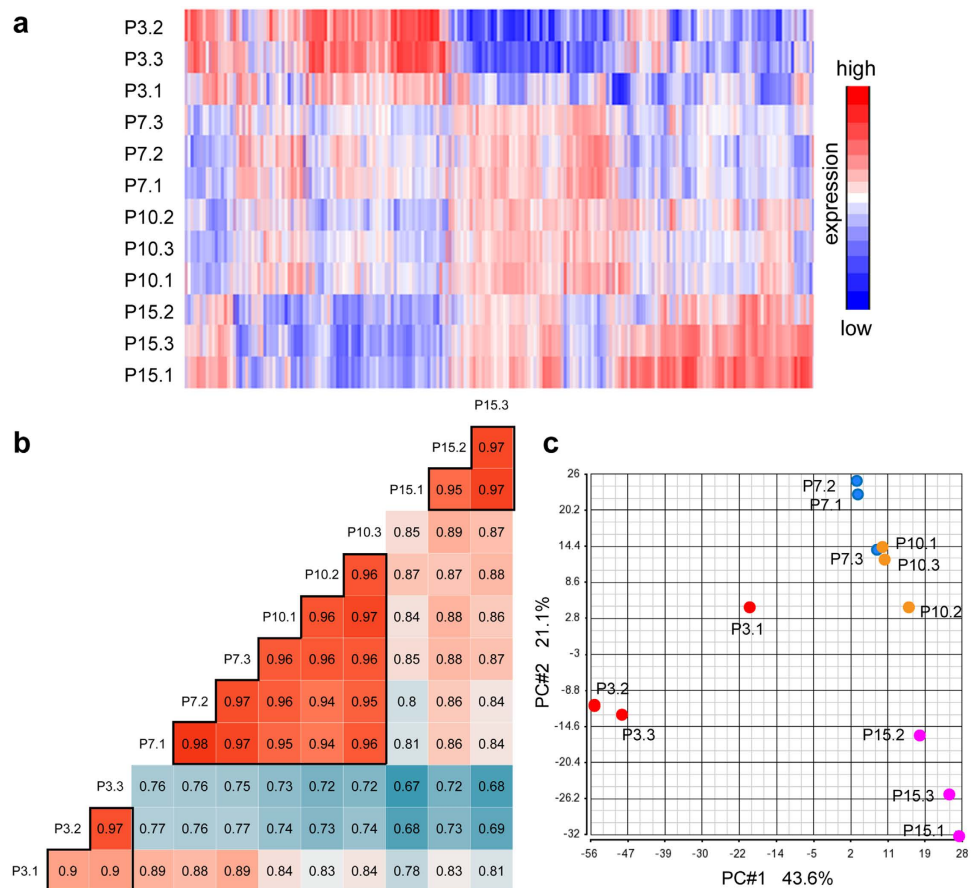 a
P3.2
P3.3
P3.1
P7.3
P7.2
P7.1
P10.2
P10.3
P10.1
P15.2
P15.3
P15.1
high
expression
low
b
P15.3
P15.2 0.97
P15.1 0.95 0.97
P10.3 0.85 0.89 0.87
P10.2 0.96 0.87 0.87 0.88
P10.1 0.96 0.97 0.84 0.88 0.86
P7.3 0.96 0.96 0.96 0.85 0.88 0.87
P7.2 0.97 0.96 0.94 0.95 0.8 0.86 0.84
P7.1 0.98 0.97 0.95 0.94 0.96 0.81 0.86 0.84
P3.3 0.76 0.76 0.75 0.73 0.72 0.72 0.67 0.72 0.68
P3.2 0.97 0.77 0.76 0.77 0.74 0.73 0.74 0.68 0.73 0.69
P3.1 0.9 0.9 0.89 0.88 0.89 0.84 0.83 0.84 0.78 0.83 0.81
c
26
20.2
14.4
8.6
2.8
-3
-8.8
-14.6
-20.4
-26.2
-32
PC#2 21.1%
P7.2
P7.1
P10.1
P7.3
P10.3
P10.2
P3.1
P3.2
P3.3
P15.2
P15.3
P15.1
-56 -47 -39 -30 -22 -14 -5 2 11 19 28
PC#1 43.6%